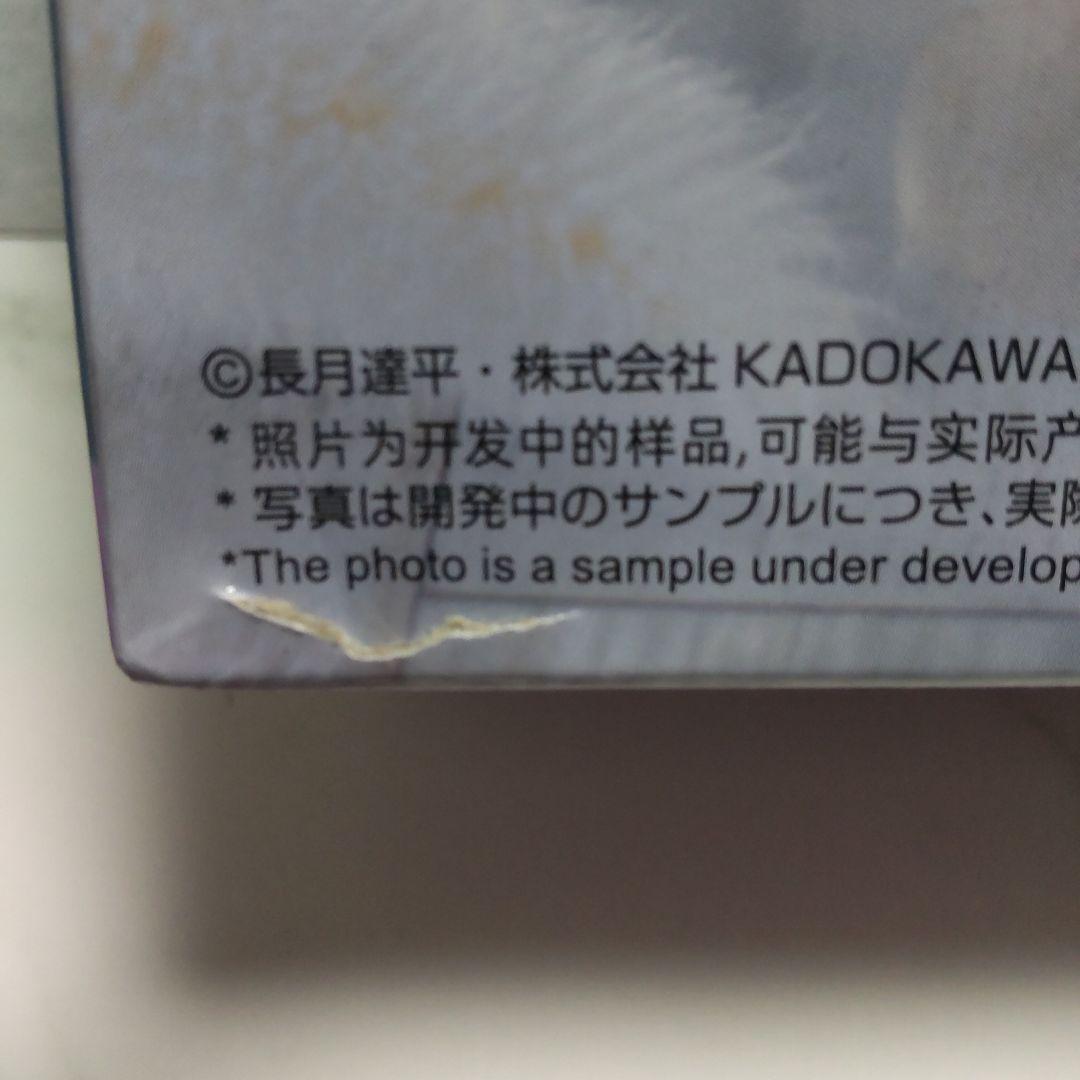 ©長月達平・株式会社 KADOKAWA
* 照片为开发中的样品,可能与实际产
* 写真は開発中のサンプルにつき、実際
*The photo is a sample under develop